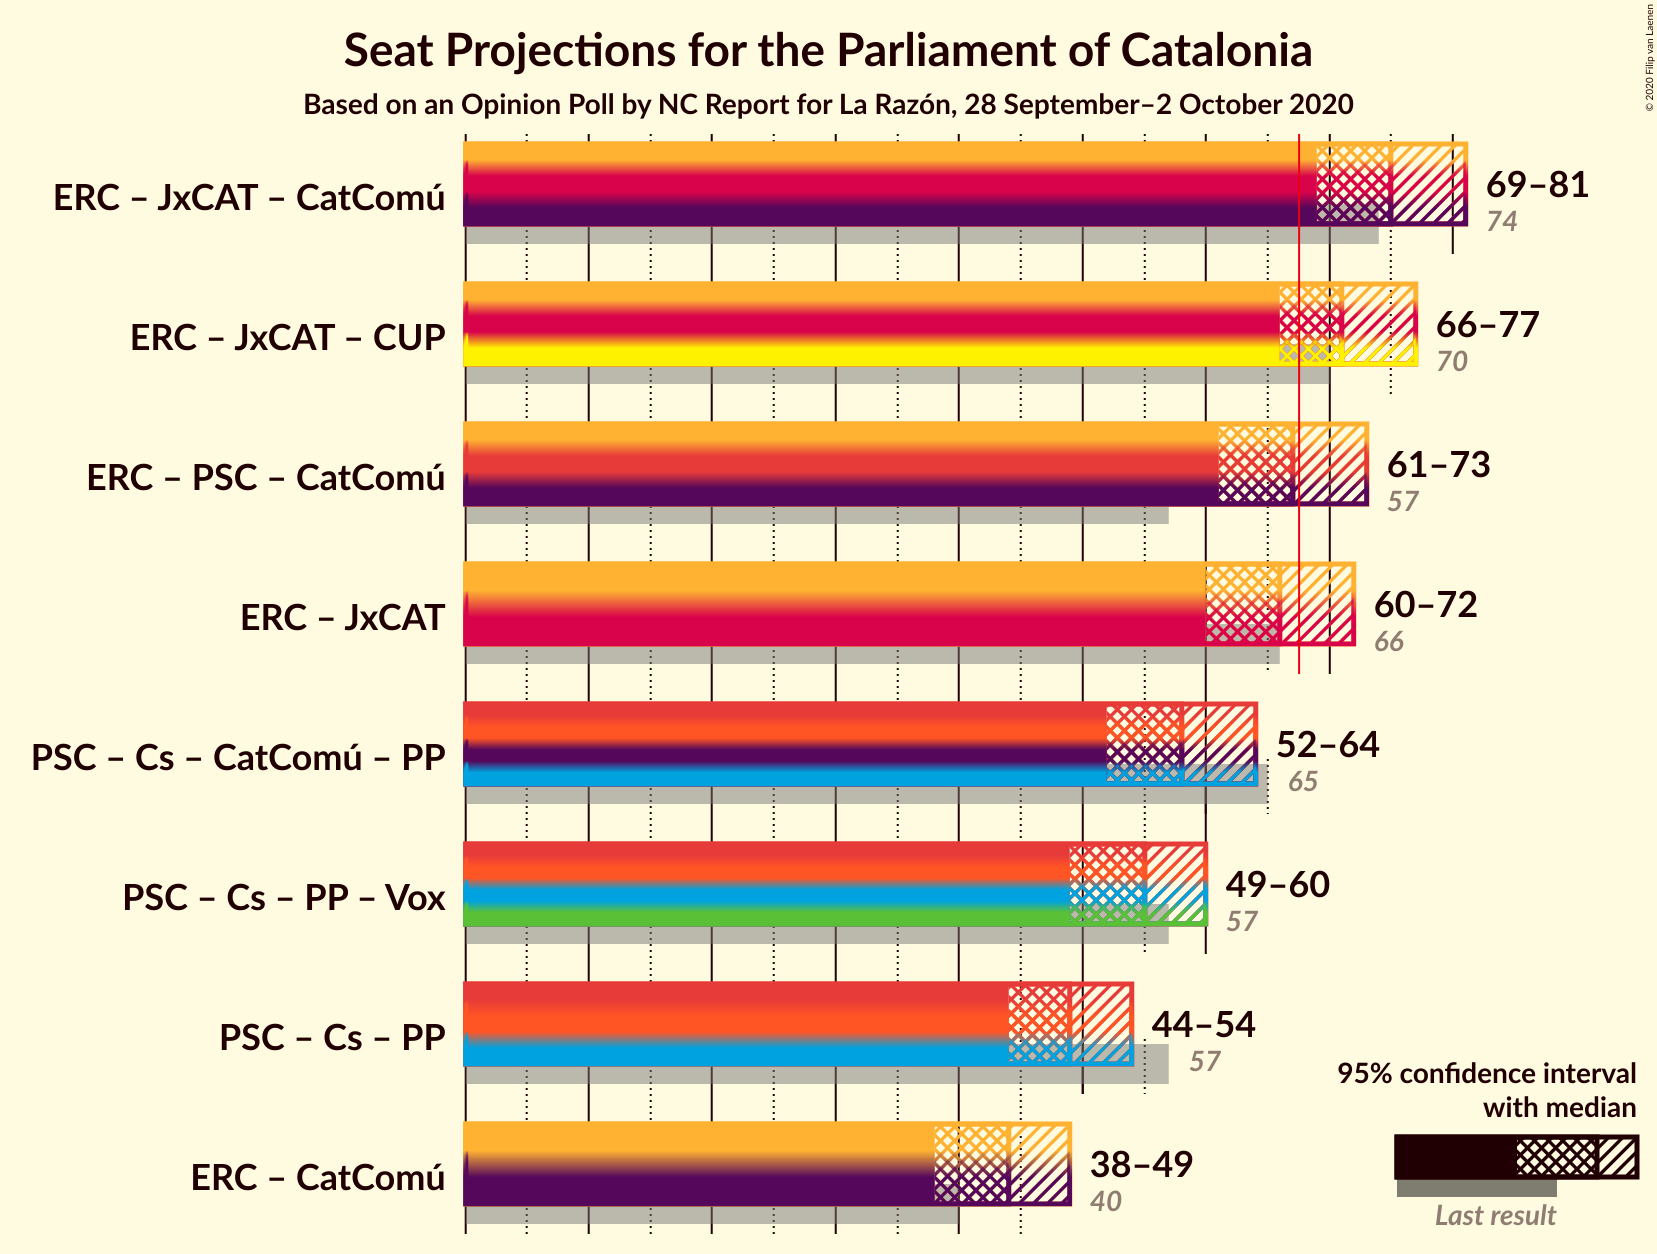 Seat Projections for the Parliament of Catalonia
Based on an Opinion Poll by NC Report for La Razón, 28 September–2 October 2020
© 2020 Filip van Laenen
ERC – JxCAT – CatComú
69–81
74
ERC – JxCAT – CUP
66–77
70
ERC – PSC – CatComú
61–73
57
ERC – JxCAT
60–72
66
PSC – Cs – CatComú – PP
52–64
65
PSC – Cs – PP – Vox
49–60
57
PSC – Cs – PP
44–54
57
ERC – CatComú
38–49
40
95% confidence interval
with median
Last result